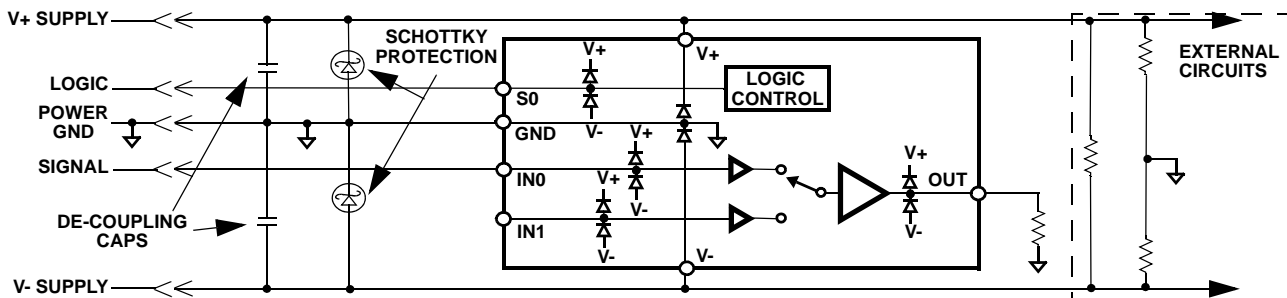 V+ SUPPLY
SCHOTTKY
PROTECTION
EXTERNAL
CIRCUITS
LOGIC
POWER
GND
SIGNAL
DE-COUPLING
CAPS
V- SUPPLY
V+
V+
LOGIC
CONTROL
S0
V-
GND
V+
IN0
V+
V-
V+
OUT
IN1
V-
V-
V-